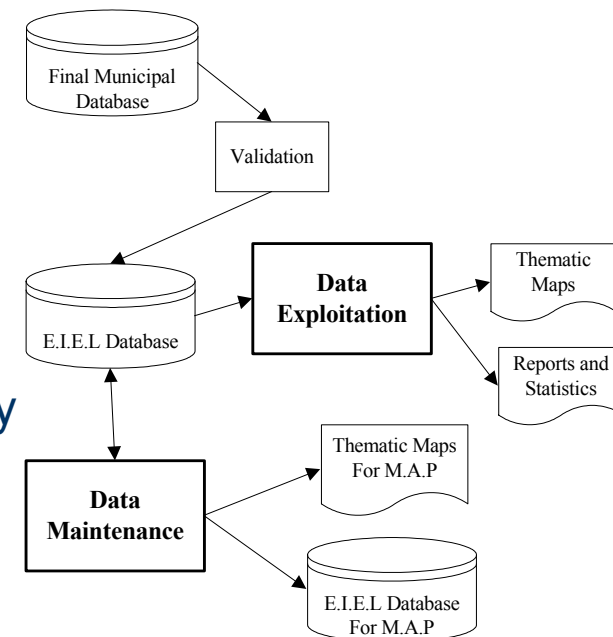 Final Municipal
Database
Validation
E.I.E.L Database
Data
Exploitation
Thematic
Maps
Reports and
Statistics
y
Data
Maintenance
Thematic Maps
For M.A.P
E.I.E.L Database
For M.A.P